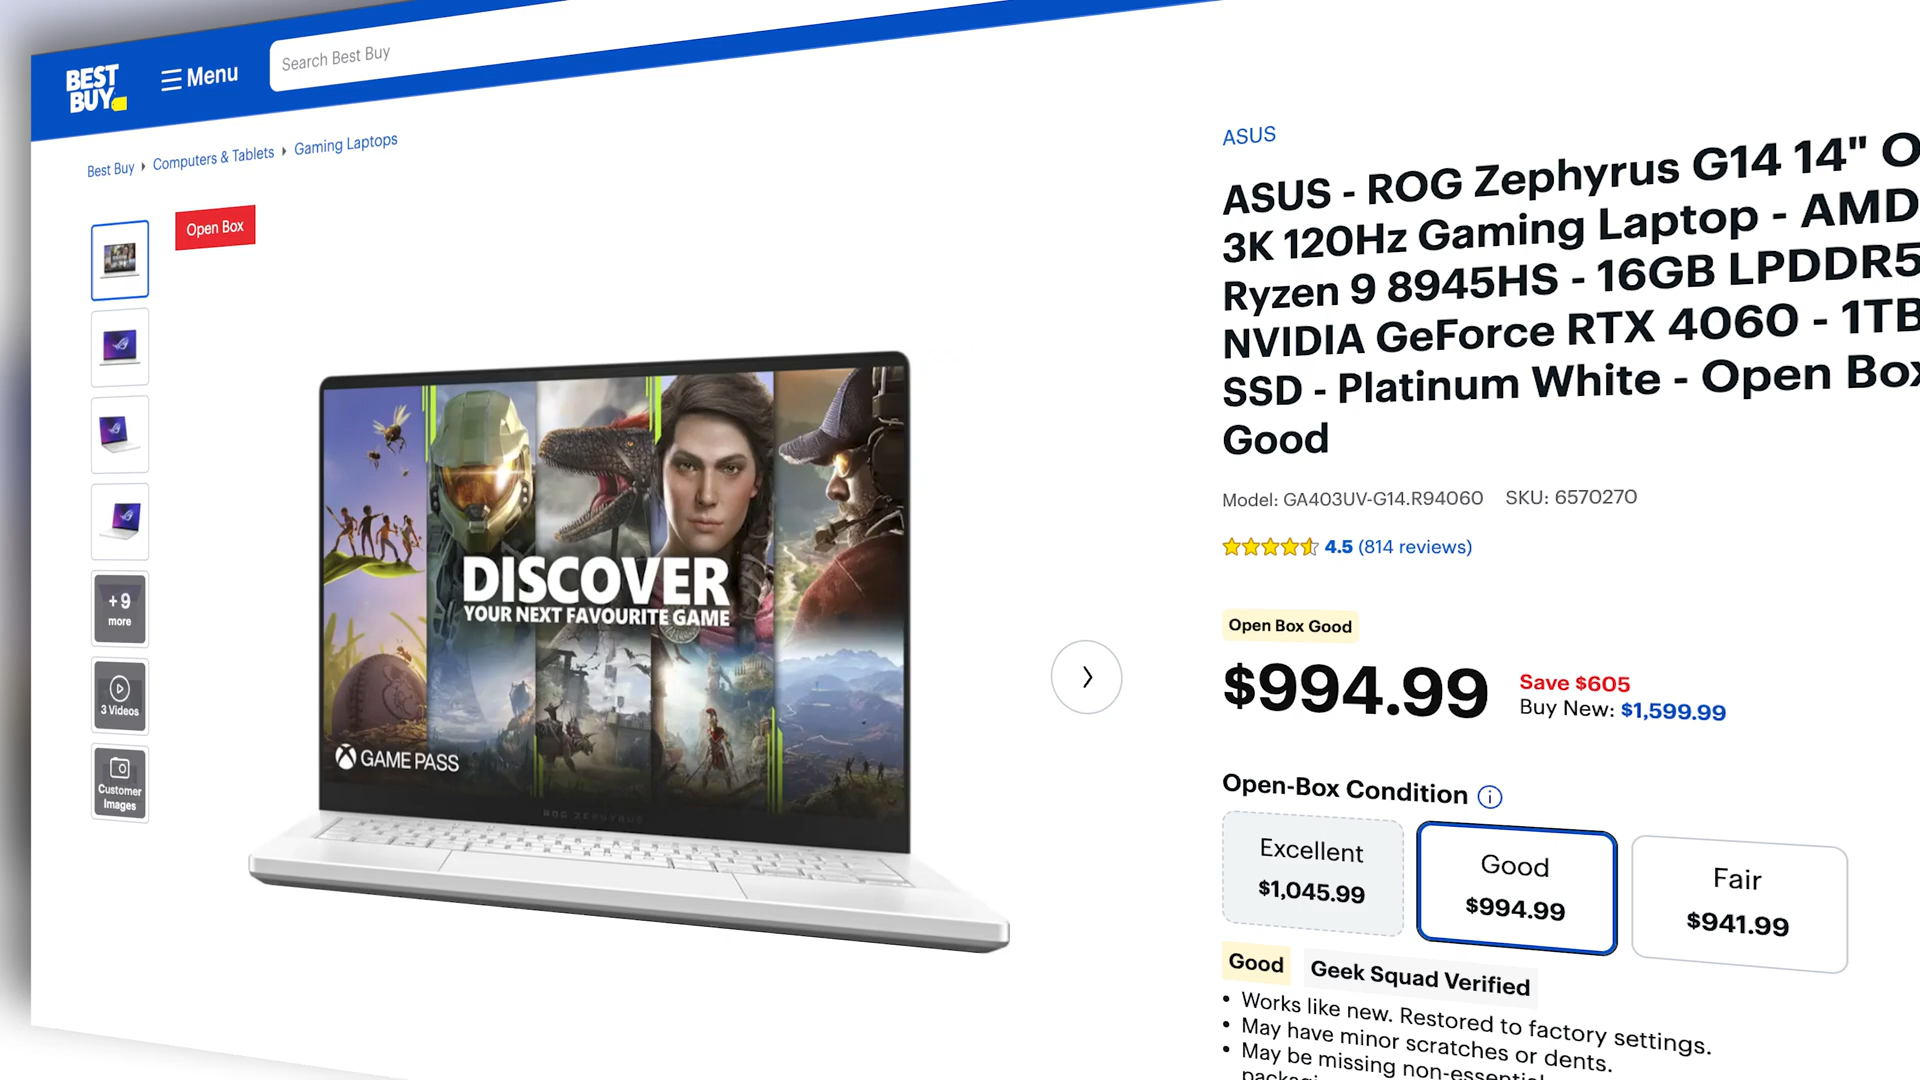 BEST
BUY
Menu
Search Best Buy
Best Buy
Computers & Tablets
Gaming Laptops
Open Box
+9
more
3 Videos
Customer
Images
DISCOVER
YOUR NEXT FAVOURITE GAME
GAME PASS
ROG ZEPHYRUS
ASUS
ASUS - ROG Zephyrus G14 14" O
3K 120Hz Gaming Laptop - AMD
Ryzen 9 8945HS - 16GB LPDDR5
NVIDIA GeForce RTX 4060 - 1TB
SSD - Platinum White - Open Box
Good
Model: GA403UV-G14.R94060 SKU: 6570270
4.5 (814 reviews)
Open Box Good
$994.99
Save $605
Buy New: $1,599.99
Open-Box Condition
Excellent
$1,045.99
Good
$994.99
Fair
$941.99
Good
Geek Squad Verified
• Works like new. Restored to factory settings.
• May have minor scratches or dents.
• May be missing non-essential